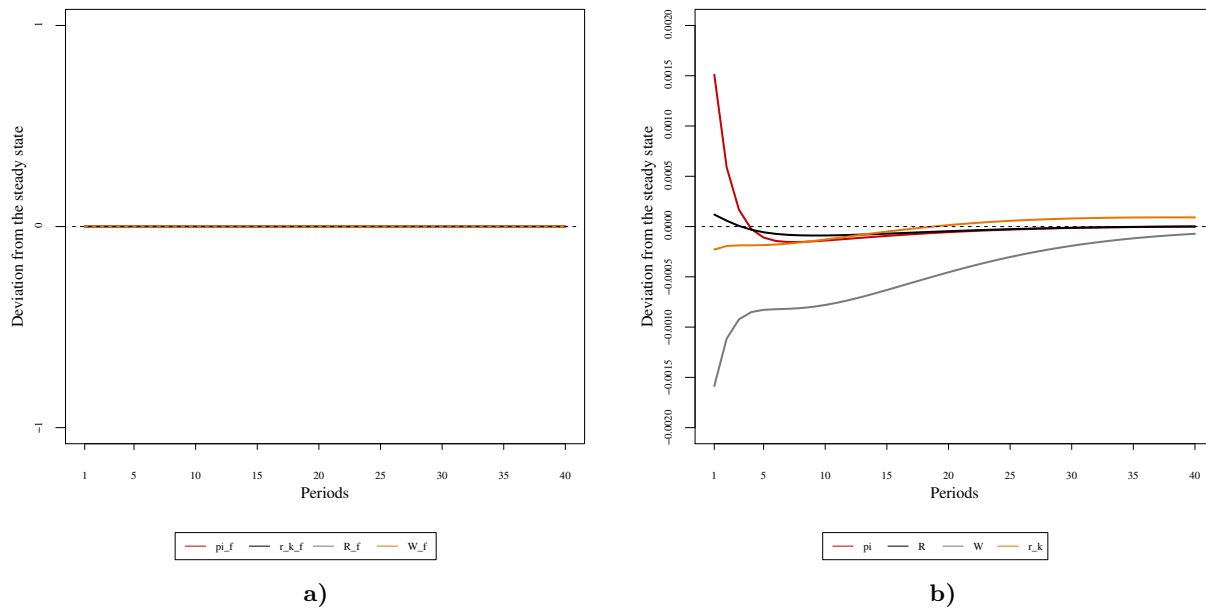 Deviation from the steady state
1
0
−1
1 5 10 15 20 25 30 35 40
Periods
pi_f r_k_f R_f W_f
a)
Deviation from the steady state
0.0020
0.0015
0.0010
0.0005
0.0000
−0.0005
−0.0010
−0.0015
−0.0020
1 5 10 15 20 25 30 35 40
Periods
pi R W r_k
b)